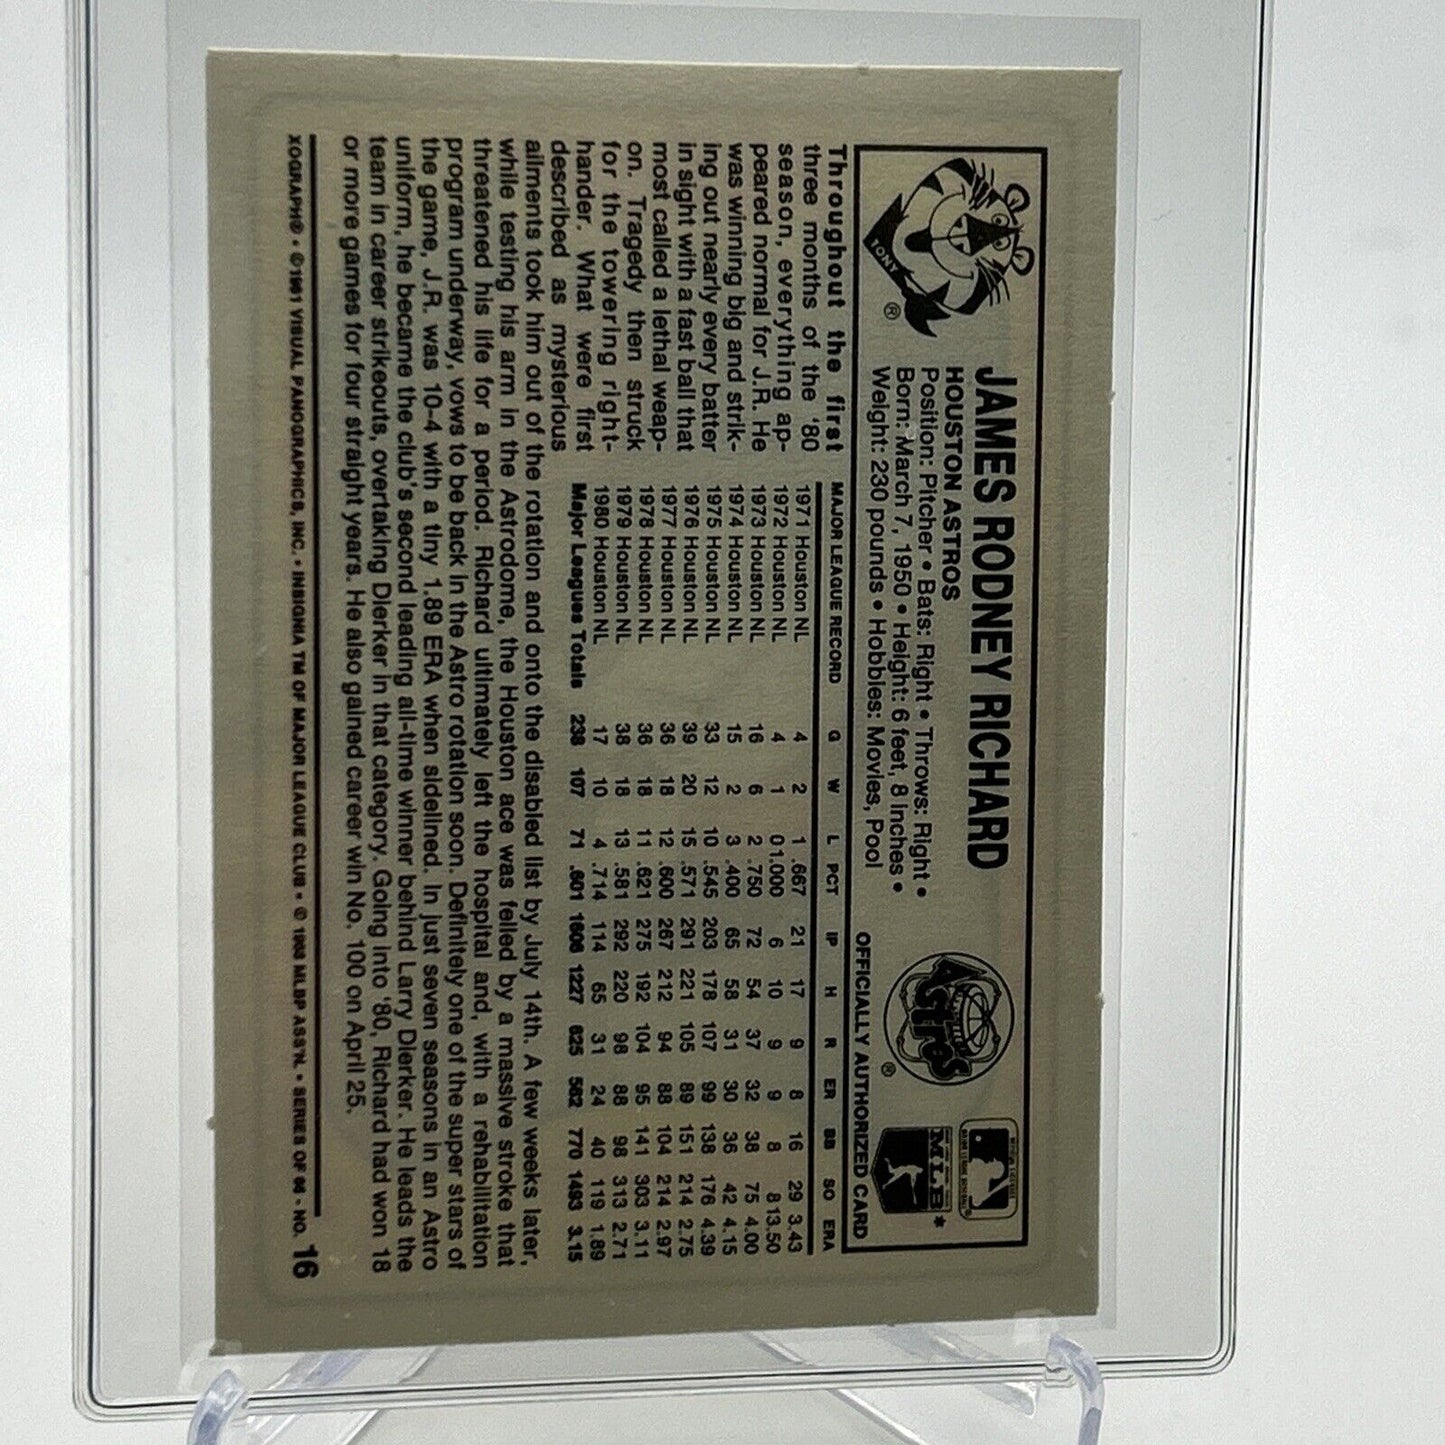 TONY
®
JAMES RODNEY RICHARD
HOUSTON ASTROS
Position: Pitcher • Bats: Right • Throws: Right •
Born: March 7, 1950 • Height: 6 feet, 8 inches •
Weight: 230 pounds • Hobbies: Movies, Pool
Astros
®
MLB*
OFFICIALLY AUTHORIZED CARD
Throughout the first
three months of the '80
season, everything ap-
peared normal for J.R. He
was winning big and strik-
ing out nearly every batter
in sight with a fast ball that
most called a lethal weap-
on. Tragedy then struck
for the towering right-
hander. What were first
described as mysterious
ailments took him out of the rotation and onto the disabled list by July 14th. A few weeks later,
while testing his arm in the Astrodome, the Houston ace was felled by a massive stroke that
threatened his life for a period. Richard ultimately left the hospital and, with a rehabilitation
program underway, vows to be back in the Astro rotation soon. Definitely one of the super stars of
the game, J.R. was 10-4 with a tiny 1.89 ERA when sidelined. In just seven seasons in an Astro
uniform, he became the club's second leading all-time winner behind Larry Dierker. He leads the
team in career strikeouts, overtaking Dierker in that category. Going into '80, Richard had won 18
or more games for four straight years. He also gained career win No. 100 on April 25.
MAJOR LEAGUE RECORD G W L PCT IP H R ER BB SO ERA
1971 Houston NL 4 2 1 .667 21 17 9 8 16 29 3.43
1972 Houston NL 4 1 0 1.000 6 10 9 9 8 8 13.50
1973 Houston NL 16 6 2 .750 72 54 37 32 38 75 4.00
1974 Houston NL 15 2 3 .400 65 58 31 30 36 42 4.15
1975 Houston NL 33 12 10 .545 203 178 107 99 138 176 4.39
1976 Houston NL 39 20 15 .571 291 221 105 89 151 214 2.75
1977 Houston NL 36 18 12 .600 267 212 94 88 104 214 2.97
1978 Houston NL 36 18 11 .621 275 192 104 95 141 303 3.11
1979 Houston NL 38 18 13 .581 292 220 98 88 98 313 2.71
1980 Houston NL 17 10 4 .714 114 65 31 24 40 119 1.89
Major Leagues Totals 238 107 71 .601 1606 1227 625 562 770 1493 3.15
XOGRAPH® • ©1981 VISUAL PANOGRAPHICS, INC. • INSIGNIA TM OF MAJOR LEAGUE CLUB • © 1983 MLBP ASS'N. • SERIES OF 66 • NO. 16